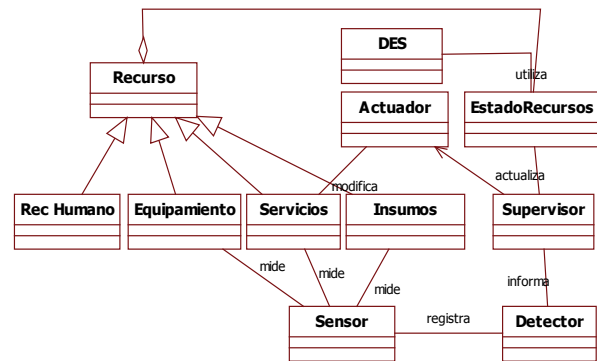 DES
Recurso
utiliza
Actuador
EstadoRecursos
actualiza
modifica
Rec Humano
Equipamiento
Servicios
Insumos
Supervisor
mide
mide
mide
informa
Sensor
registra
Detector